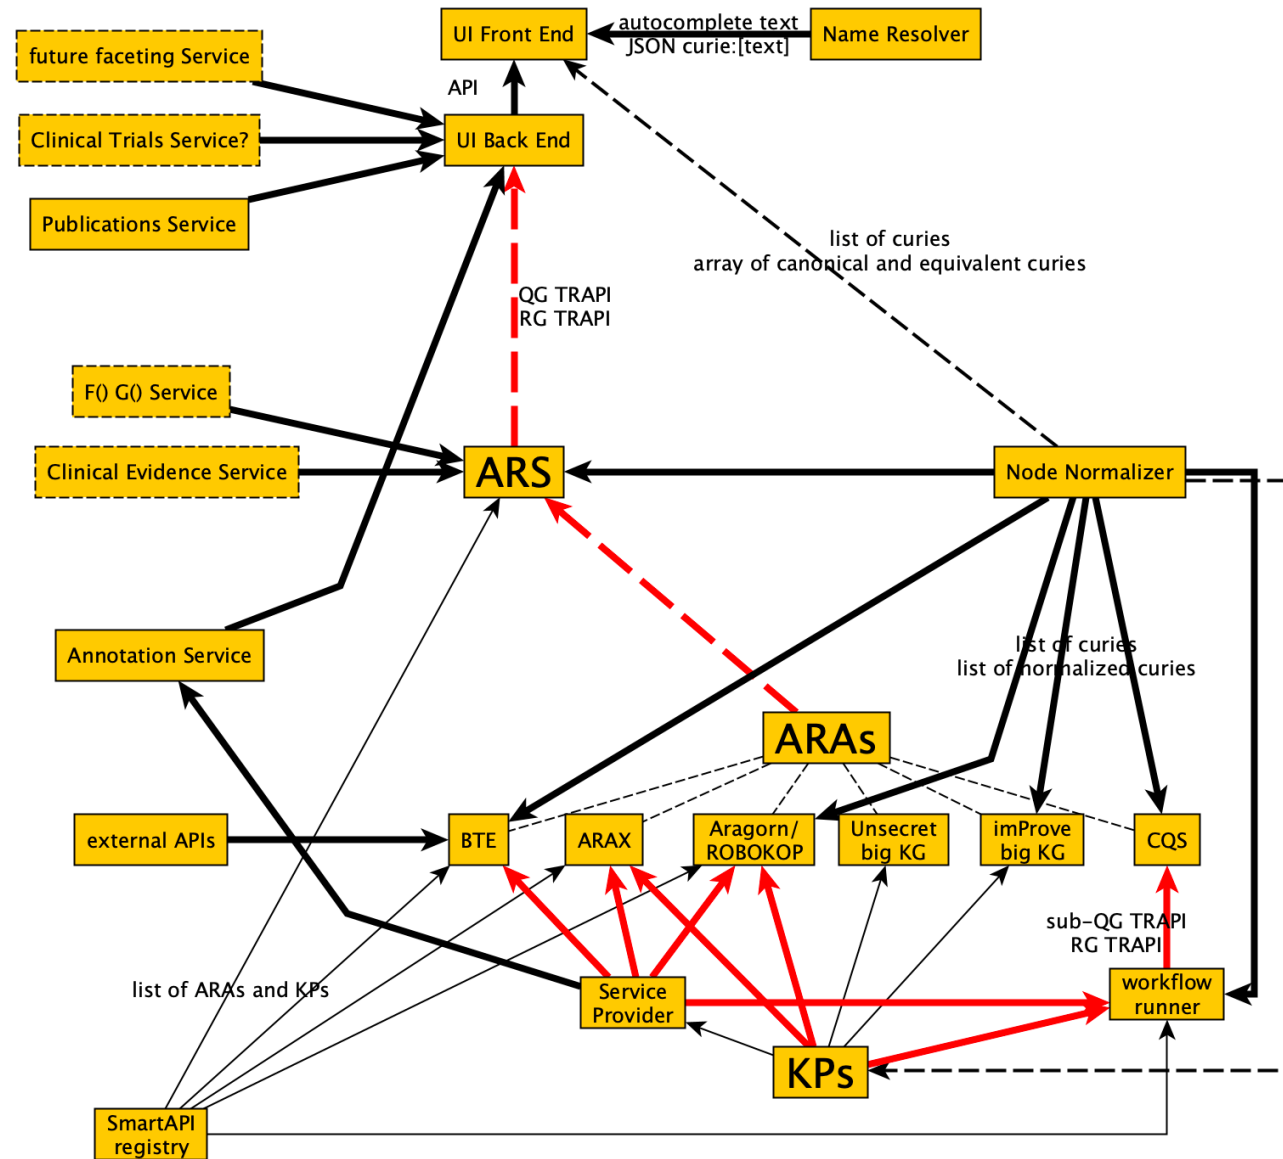 UI Front End
autocomplete text
JSON curie:[text]
Name Resolver
future faceting Service
API
Clinical Trials Service?
UI Back End
Publications Service
list of curies
array of canonical and equivalent curies
QG TRAPI
RG TRAPI
F() G() Service
Clinical Evidence Service
ARS
Node Normalizer
Annotation Service
list of curies
list of normalized curies
ARAs
external APIs
BTE
ARAX
Aragorn/
ROBOKOP
Unsecret
big KG
imProve
big KG
CQS
sub-QG TRAPI
RG TRAPI
list of ARAs and KPs
Service
Provider
workflow
runner
KPs
SmartAPI
registry